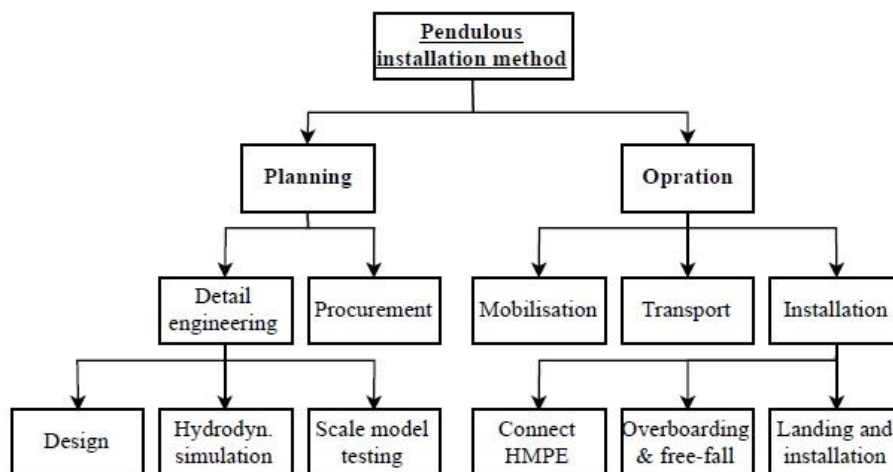 Pendulous
installation method
Planning
Opration
Detail
engineering
Procurement
Mobilisation
Transport
Installation
Design
Hydrodyn.
simulation
Scale model
testing
Connect
HMPE
Overboarding
& free-fall
Landing and
installation